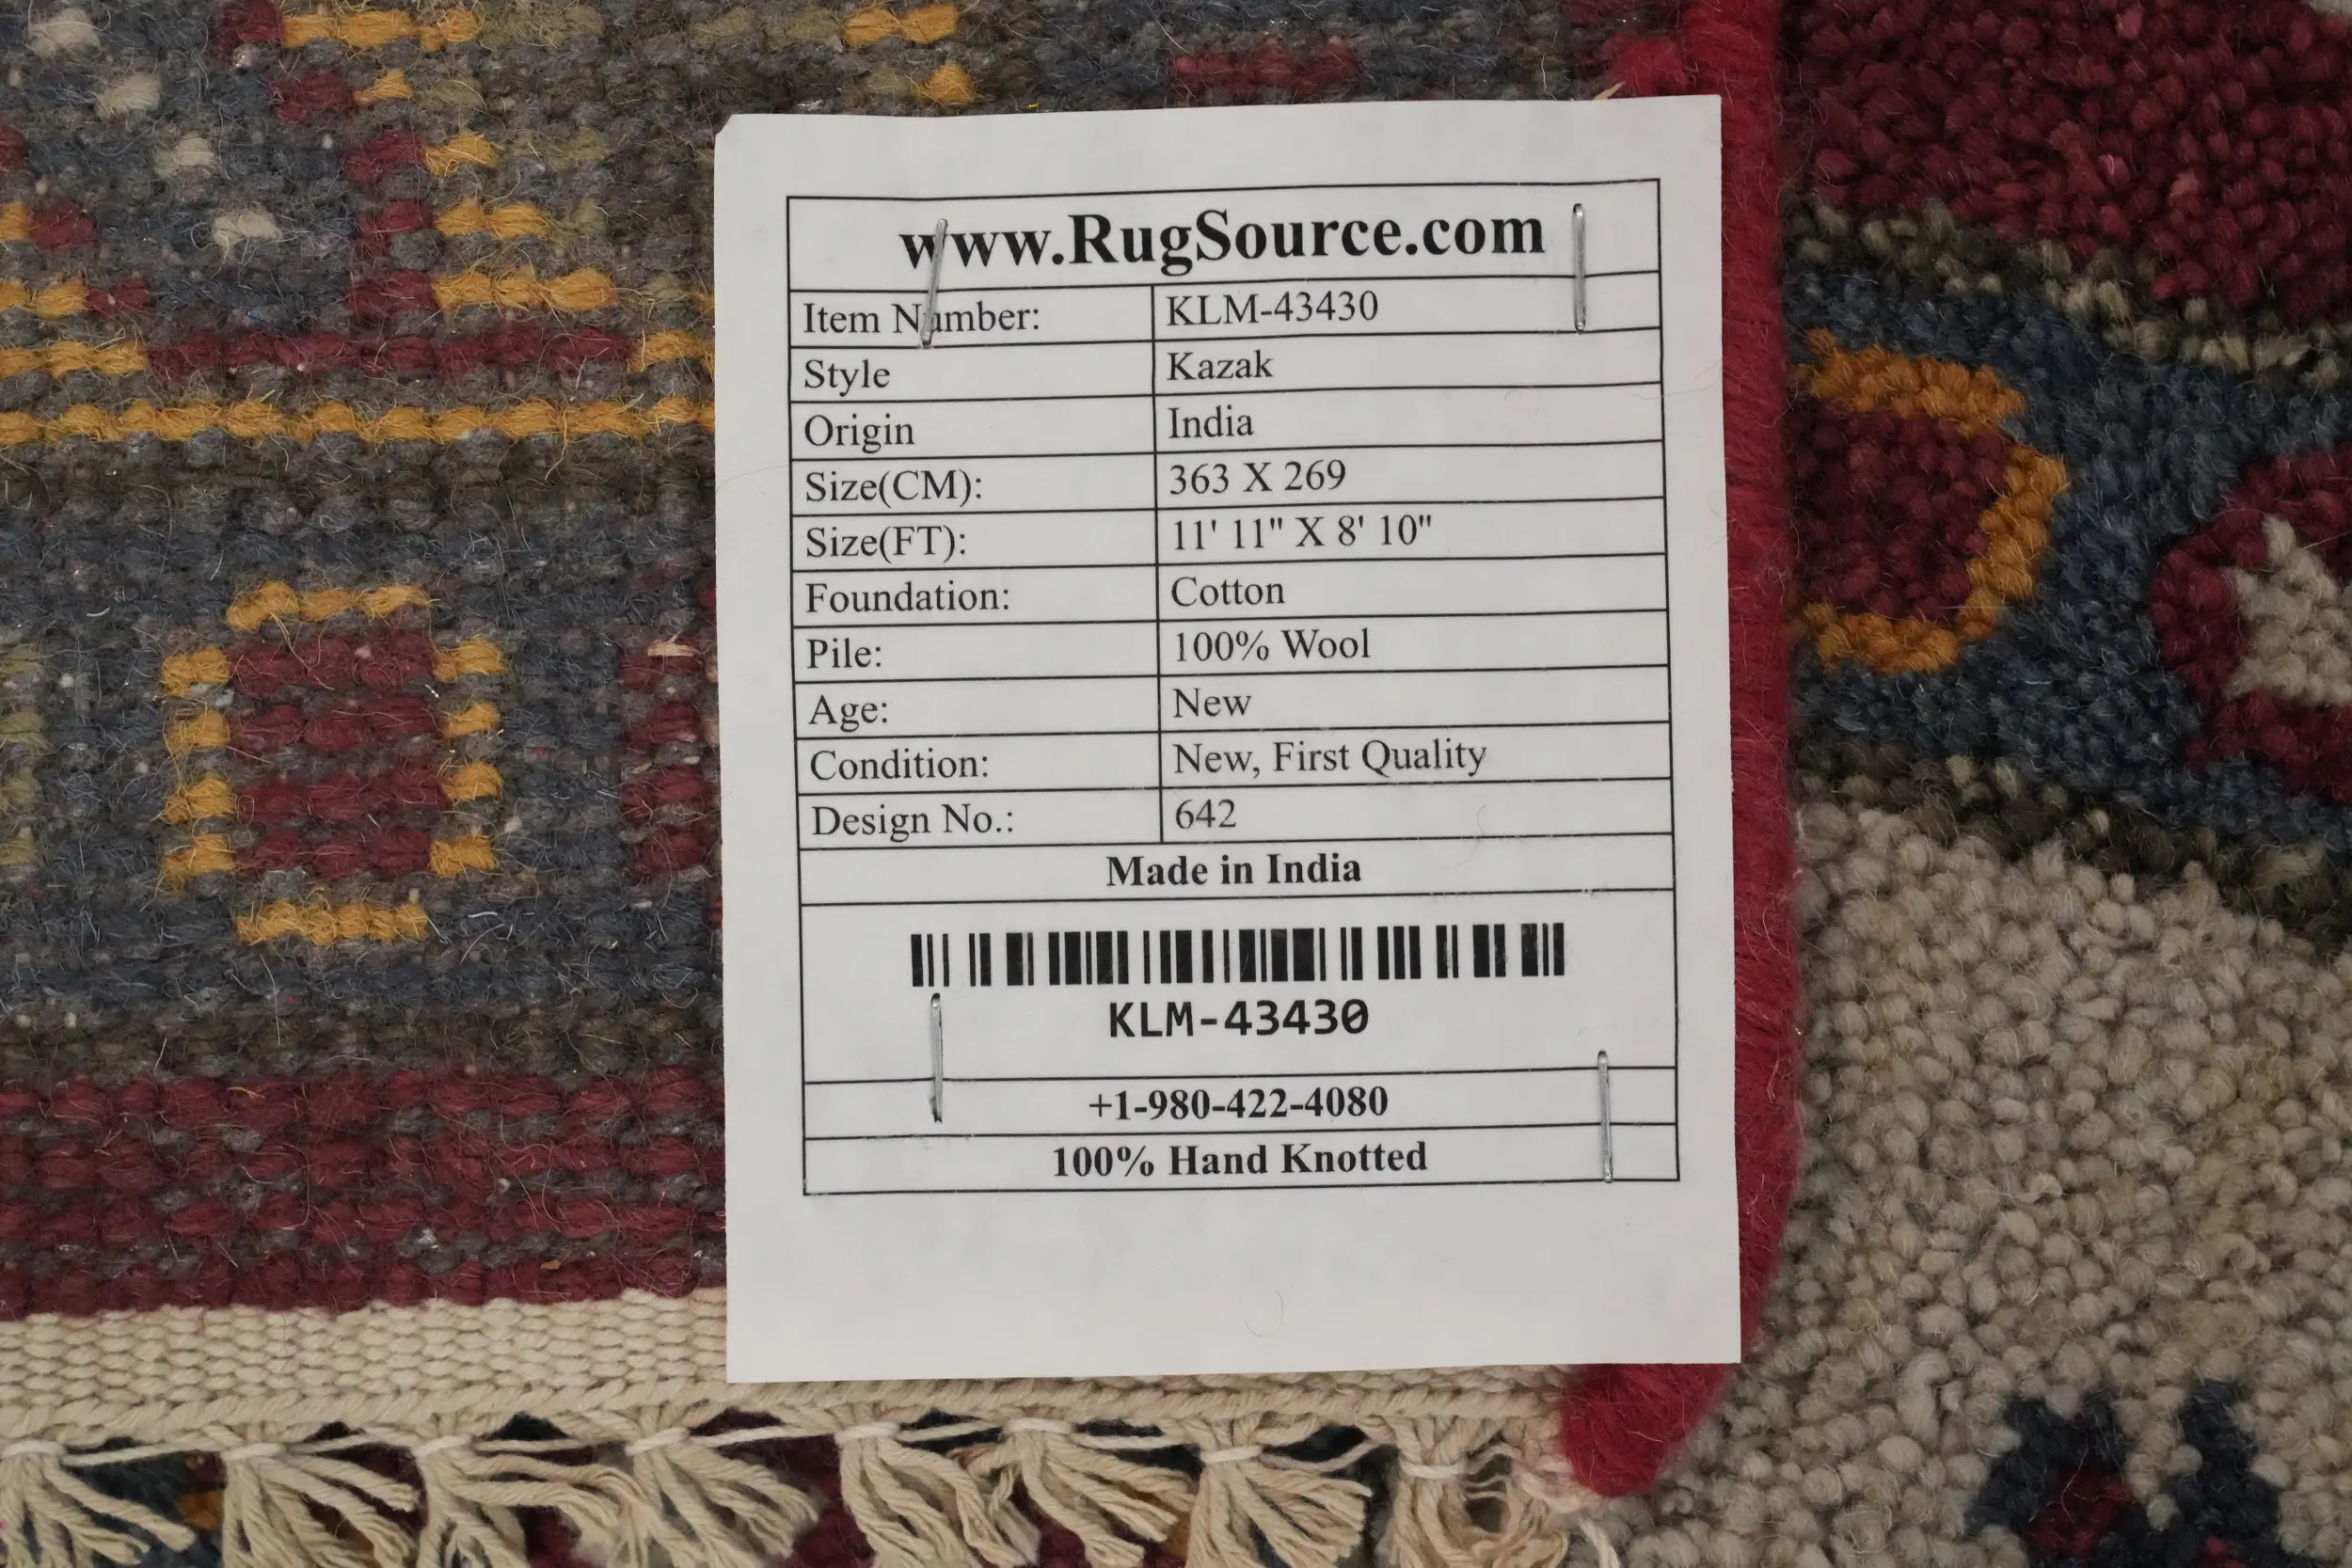 www.RugSource.com
Item Number: KLM-43430
Style Kazak
Origin India
Size(CM): 363 X 269
Size(FT): 11' 11" X 8' 10"
Foundation: Cotton
Pile: 100% Wool
Age: New
Condition: New, First Quality
Design No.: 642
Made in India
KLM-43430
+1-980-422-4080
100% Hand Knotted